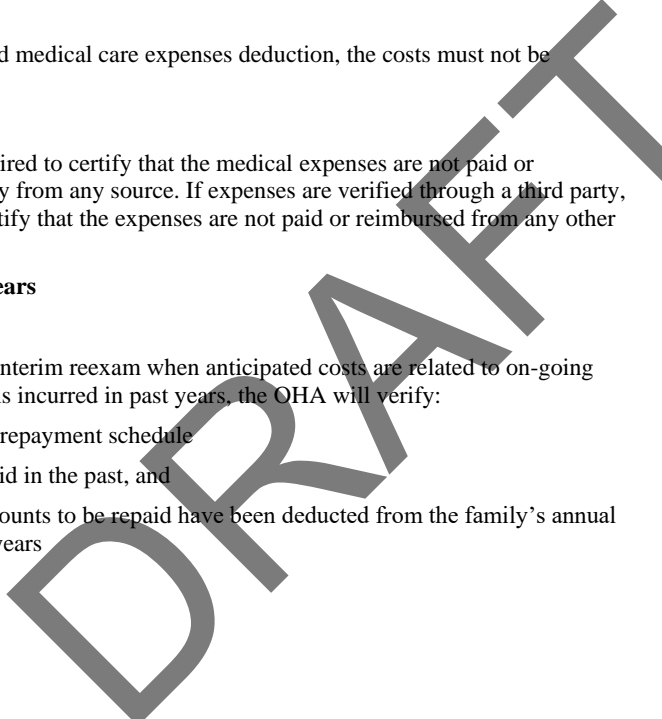 d medical care expenses deduction, the costs must not be
ired to certify that the medical expenses are not paid or
y from any source. If expenses are verified through a third party,
tify that the expenses are not paid or reimbursed from any other
ears
interim reexam when anticipated costs are related to on-going
ls incurred in past years, the OHA will verify:
repayment schedule
id in the past, and
ounts to be repaid have been deducted from the family’s annual
years
DRAFT